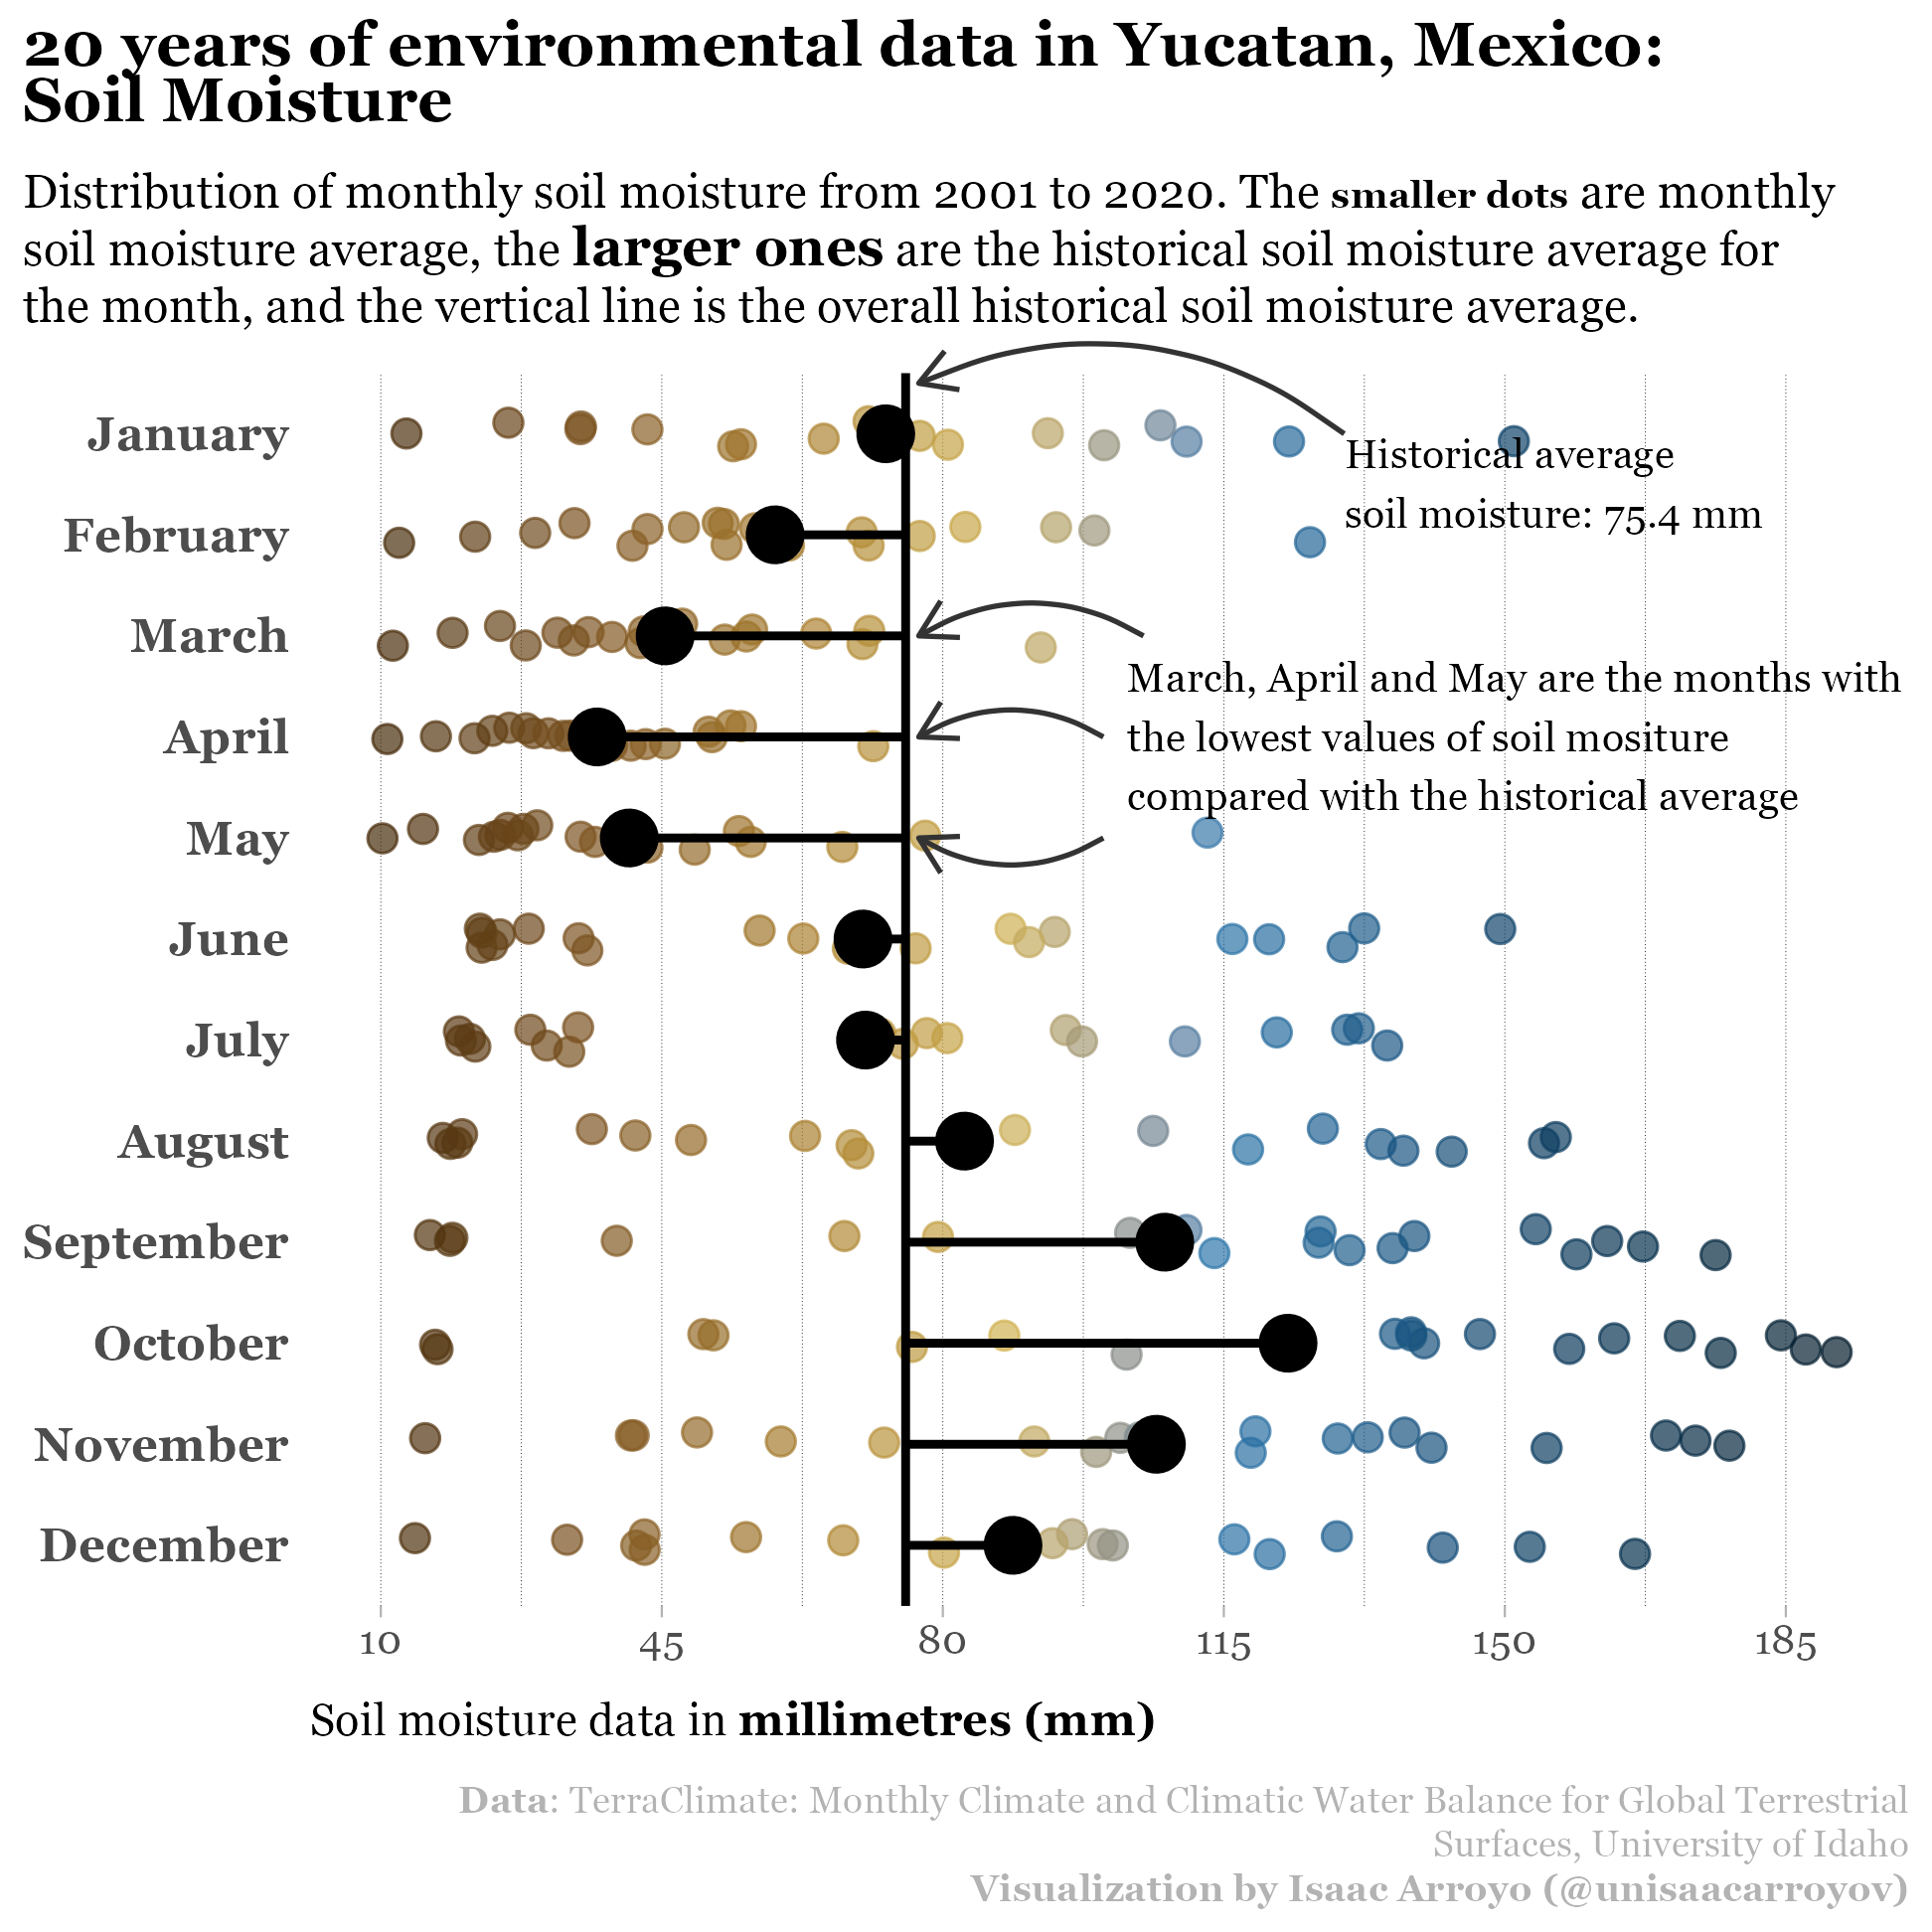 20 years of environmental data in Yucatan, Mexico:
Soil Moisture
Distribution of monthly soil moisture from 2001 to 2020. The smaller dots are monthly
soil moisture average, the larger ones are the historical soil moisture average for
the month, and the vertical line is the overall historical soil moisture average.
January
Historical average
soil moisture: 75.4 mm
February
March
March, April and May are the months with
the lowest values of soil mositure
compared with the historical average
April
May
June
July
August
September
October
November
December
10 45 80 115 150 185
Soil moisture data in millimetres (mm)
Data: TerraClimate: Monthly Climate and Climatic Water Balance for Global Terrestrial
Surfaces, University of Idaho
Visualization by Isaac Arroyo (@unisaacarroyov)